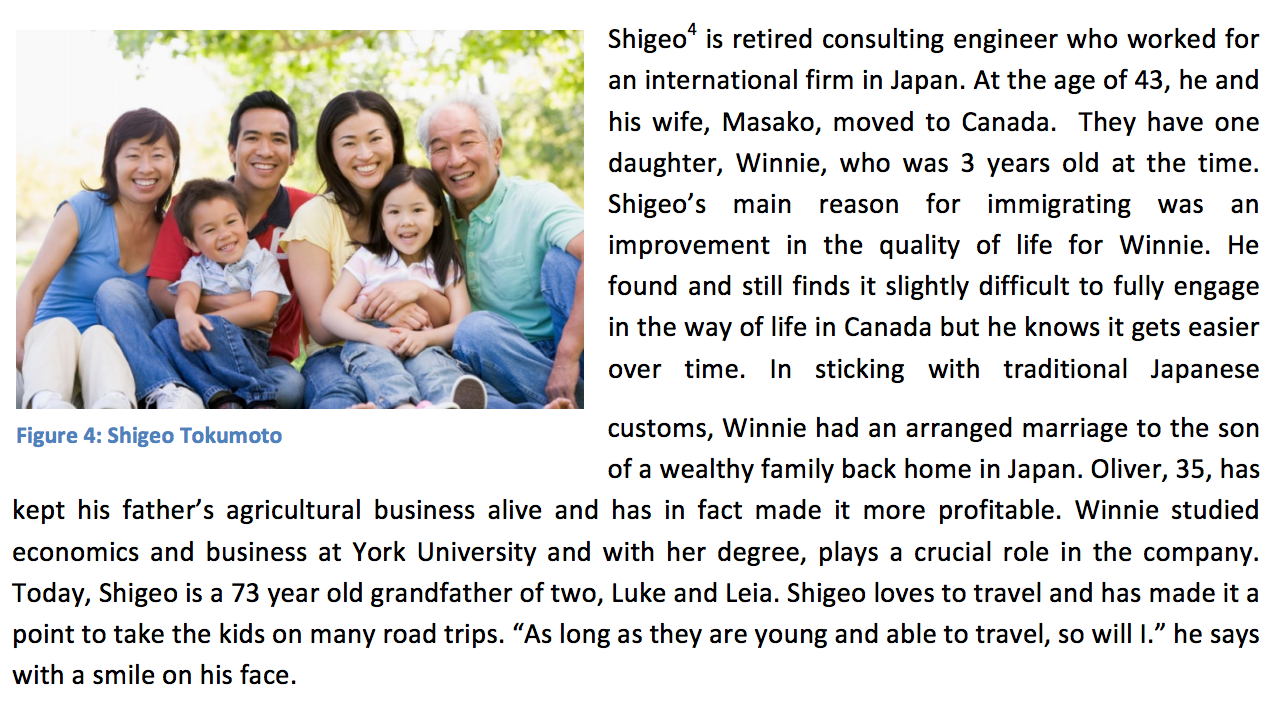 Shigeo⁴ is retired consulting engineer who worked for
an international firm in Japan. At the age of 43, he and
his wife, Masako, moved to Canada.  They have one
daughter, Winnie, who was 3 years old at the time.
Shigeo’s main reason for immigrating was an
improvement in the quality of life for Winnie. He
found and still finds it slightly difficult to fully engage
in the way of life in Canada but he knows it gets easier
over time. In sticking with traditional Japanese
Figure 4: Shigeo Tokumoto
customs, Winnie had an arranged marriage to the son
of a wealthy family back home in Japan. Oliver, 35, has
kept his father’s agricultural business alive and has in fact made it more profitable. Winnie studied
economics and business at York University and with her degree, plays a crucial role in the company.
Today, Shigeo is a 73 year old grandfather of two, Luke and Leia. Shigeo loves to travel and has made it a
point to take the kids on many road trips. “As long as they are young and able to travel, so will I.” he says
with a smile on his face.